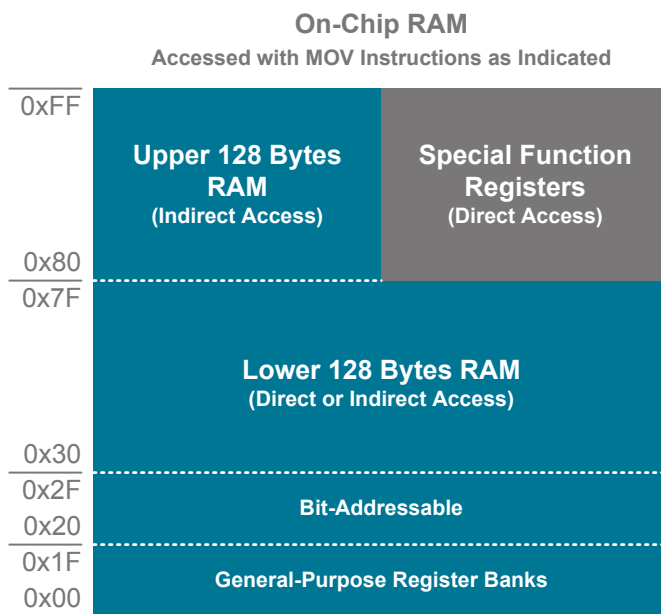 On-Chip RAM
Accessed with MOV Instructions as Indicated
0xFF
Upper 128 Bytes
RAM
(Indirect Access)
Special Function
Registers
(Direct Access)
0x80
0x7F
Lower 128 Bytes RAM
(Direct or Indirect Access)
0x30
0x2F
Bit-Addressable
0x20
0x1F
General-Purpose Register Banks
0x00